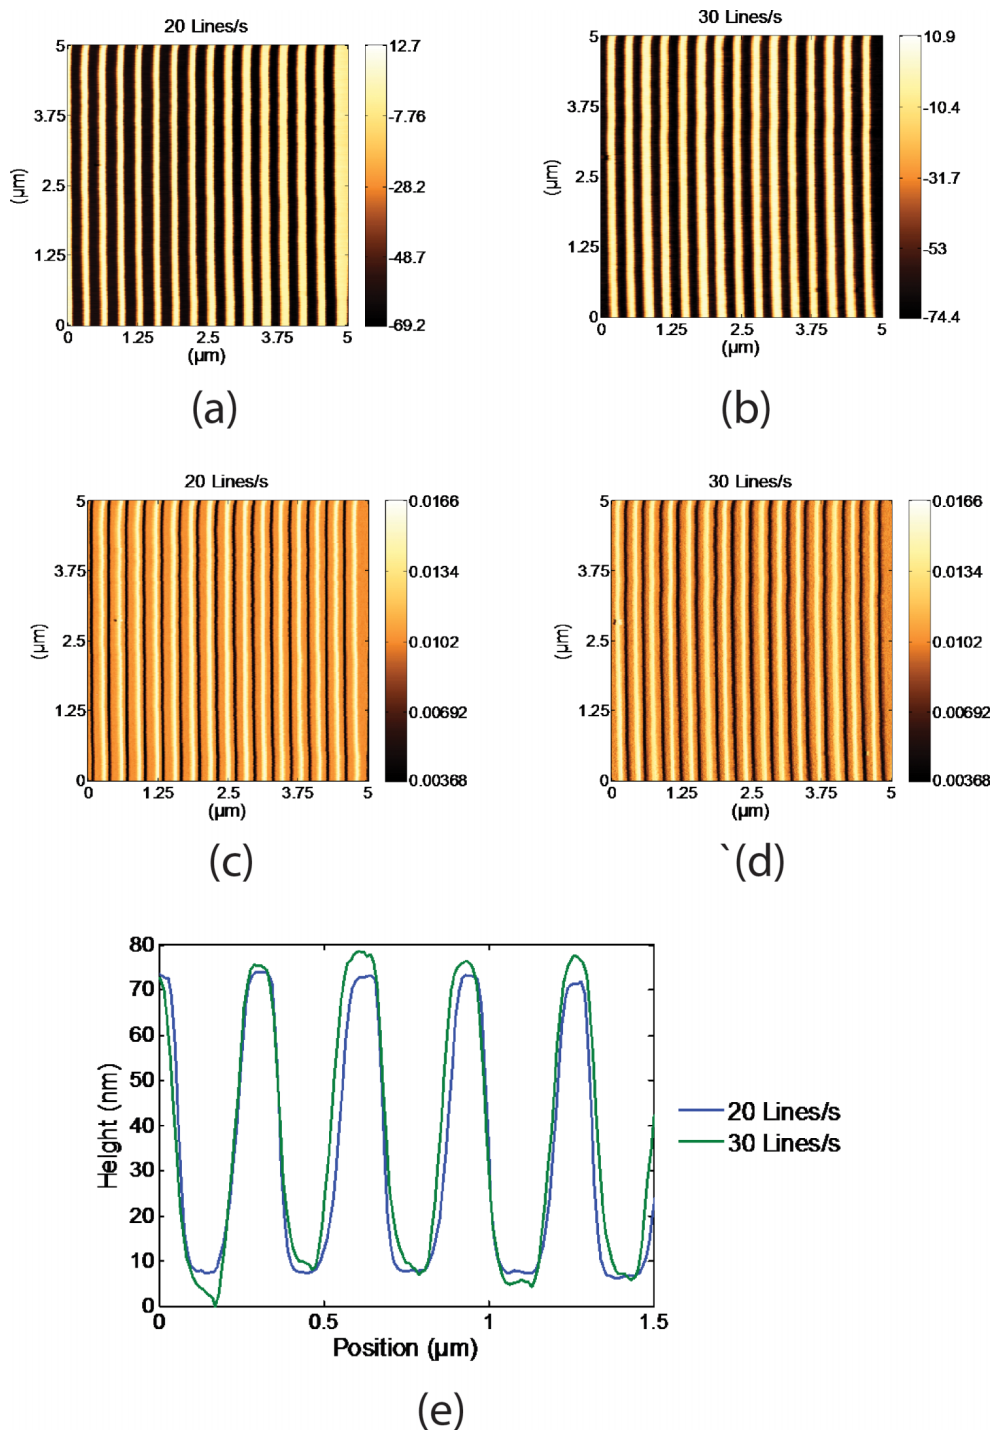 20 Lines/s
5
3.75
2.5
1.25
0
(µm)
0 1.25 2.5 3.75 5
(µm)
12.7
-7.76
-28.2
-48.7
-69.2
(a)
30 Lines/s
5
3.75
2.5
1.25
0
(µm)
0 1.25 2.5 3.75 5
(µm)
10.9
-10.4
-31.7
-53
-74.4
(b)
20 Lines/s
5
3.75
2.5
1.25
0
(µm)
0 1.25 2.5 3.75 5
(µm)
0.0166
0.0134
0.0102
0.00692
0.00368
(c)
30 Lines/s
5
3.75
2.5
1.25
0
(µm)
0 1.25 2.5 3.75 5
(µm)
0.0166
0.0134
0.0102
0.00692
0.00368
`(d)
80
70
60
50
40
30
20
10
0
Height (nm)
0 0.5 1 1.5
Position (µm)
20 Lines/s
30 Lines/s
(e)